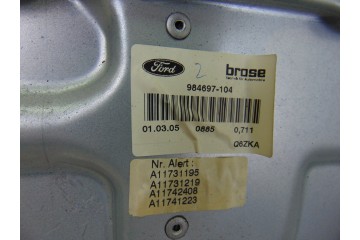 Ford
2
brose
984697-104
01.03.05 0885 0,711
Q6ZKA
Nr. Alert :
A11731195
A11731219
A11742408
A11741223